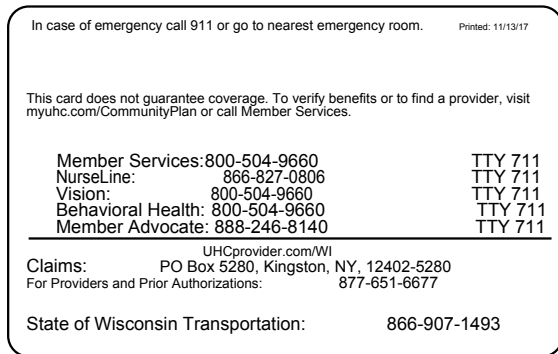 In case of emergency call 911 or go to nearest emergency room. Printed: 11/13/17
This card does not guarantee coverage. To verify benefits or to find a provider, visit
myuhc.com/CommunityPlan or call Member Services.
Member Services:800-504-9660 TTY 711
NurseLine: 866-827-0806 TTY 711
Vision: 800-504-9660 TTY 711
Behavioral Health: 800-504-9660 TTY 711
Member Advocate: 888-246-8140 TTY 711
UHCprovider.com/WI
Claims: PO Box 5280, Kingston, NY, 12402-5280
For Providers and Prior Authorizations: 877-651-6677
State of Wisconsin Transportation: 866-907-1493